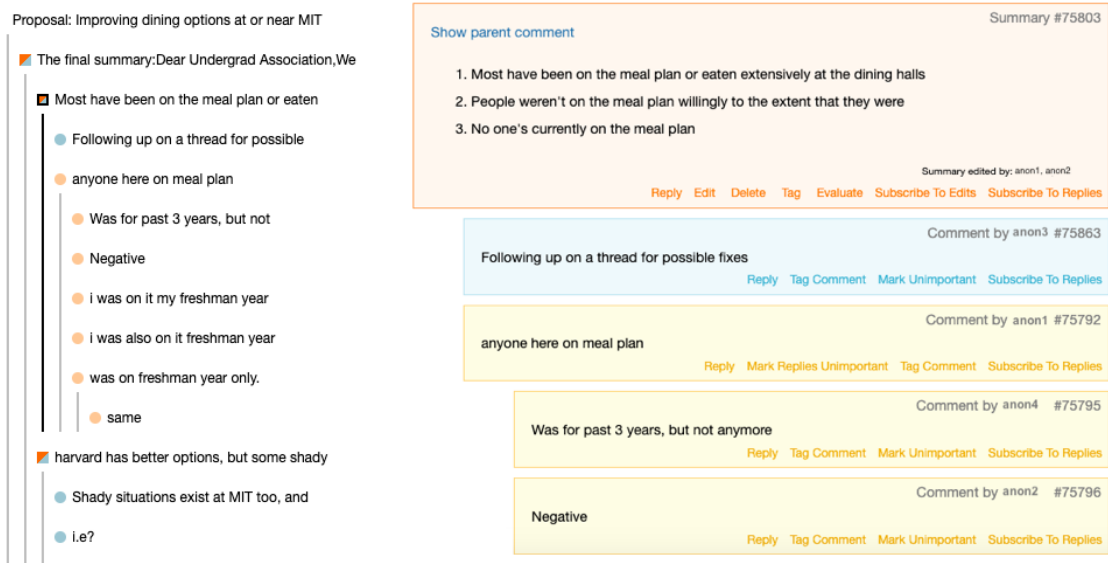 Proposal: Improving dining options at or near MIT
The final summary:Dear Undergrad Association,We
Most have been on the meal plan or eaten
Following up on a thread for possible
anyone here on meal plan
Was for past 3 years, but not
Negative
i was on it my freshman year
i was also on it freshman year
was on freshman year only.
same
harvard has better options, but some shady
Shady situations exist at MIT too, and
i.e?
Summary #75803
Show parent comment
1. Most have been on the meal plan or eaten extensively at the dining halls
2. People weren't on the meal plan willingly to the extent that they were
3. No one's currently on the meal plan
Summary edited by: anon1, anon2
Reply Edit Delete Tag Evaluate Subscribe To Edits Subscribe To Replies
Comment by anon3 #75863
Following up on a thread for possible fixes
Reply Tag Comment Mark Unimportant Subscribe To Replies
Comment by anon1 #75792
anyone here on meal plan
Reply Mark Replies Unimportant Tag Comment Subscribe To Replies
Comment by anon4 #75795
Was for past 3 years, but not anymore
Reply Tag Comment Mark Unimportant Subscribe To Replies
Comment by anon2 #75796
Negative
Reply Tag Comment Mark Unimportant Subscribe To Replies